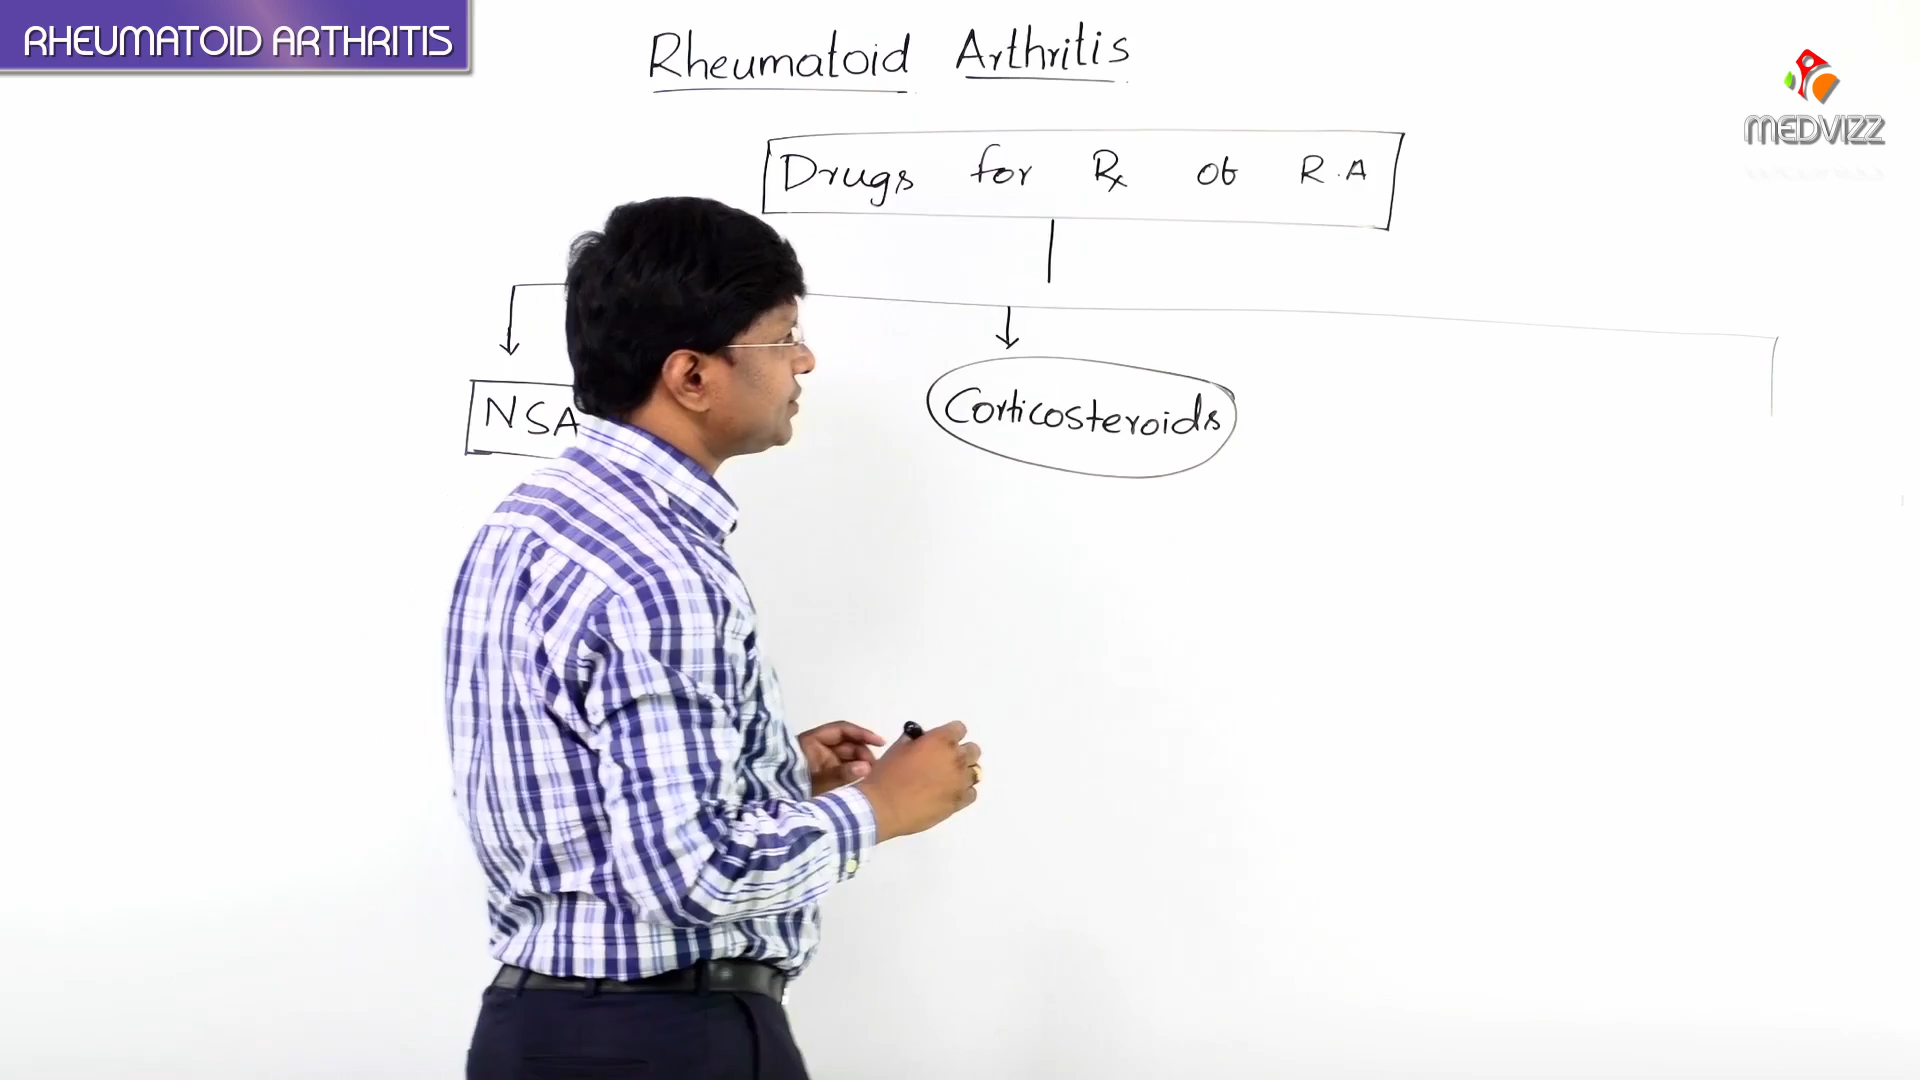 RHEUMATOID ARTHRITIS
Rheumatoid Arthritis
MEDVIZZ
Drugs for Rx of R.A
NSA
Corticosteroids